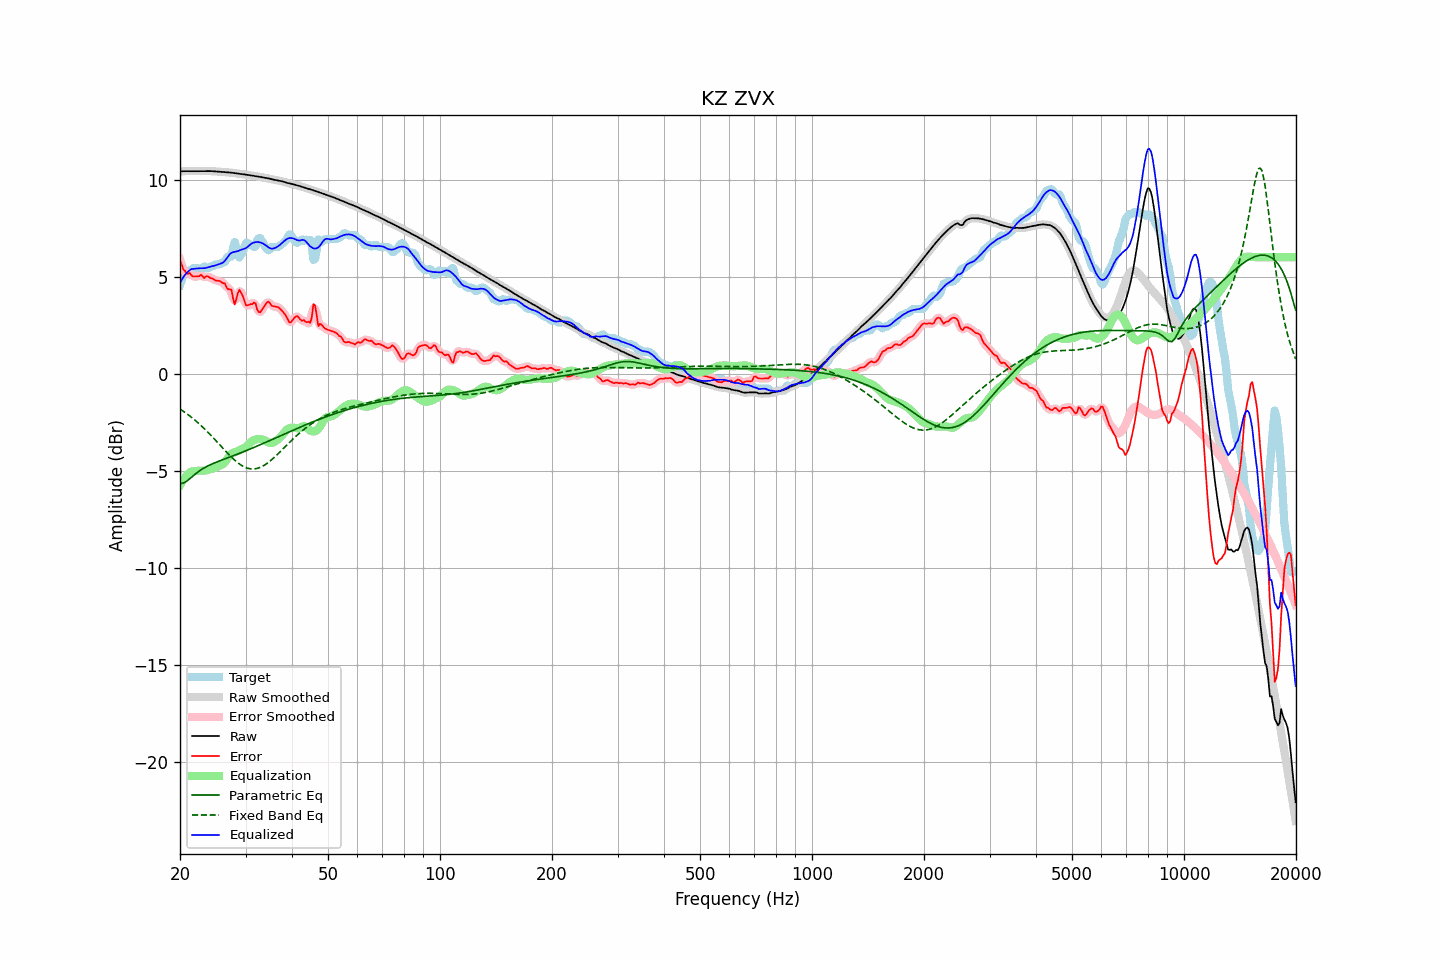 KZ ZVX
Amplitude (dBr)
10
5
0
−5
−10
−15
−20
Target
Raw Smoothed
Error Smoothed
Raw
Error
Equalization
Parametric Eq
Fixed Band Eq
Equalized
20
50
100
200
500
1000
2000
5000
10000
20000
Frequency (Hz)